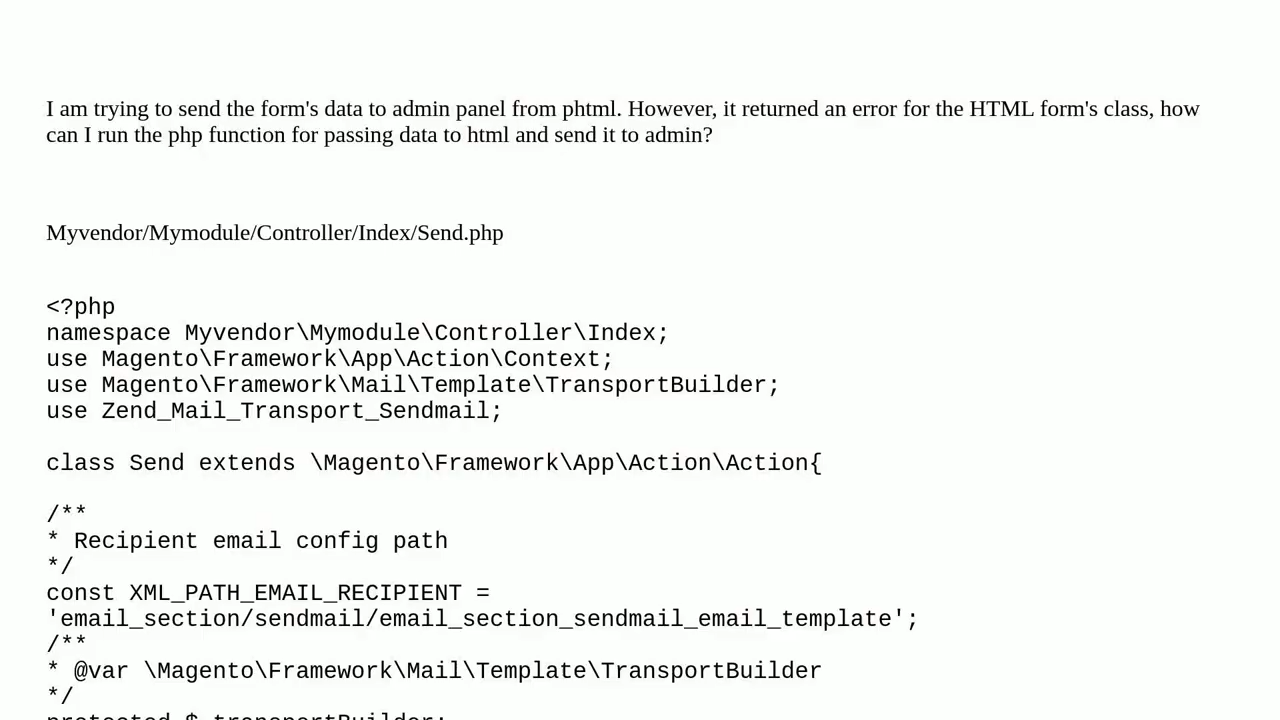 I am trying to send the form's data to admin panel from phtml. However, it returned an error for the HTML form's class, how
can I run the php function for passing data to html and send it to admin?
Myvendor/Mymodule/Controller/Index/Send.php
<?php
namespace Myvendor\Mymodule\Controller\Index;
use Magento\Framework\App\Action\Context;
use Magento\Framework\Mail\Template\TransportBuilder;
use Zend_Mail_Transport_Sendmail;
class Send extends \Magento\Framework\App\Action\Action{
/**
* Recipient email config path
*/
const XML_PATH_EMAIL_RECIPIENT =
'email_section/sendmail/email_section_sendmail_email_template';
/**
* @var \Magento\Framework\Mail\Template\TransportBuilder
*/
protected $_transportBuilder;